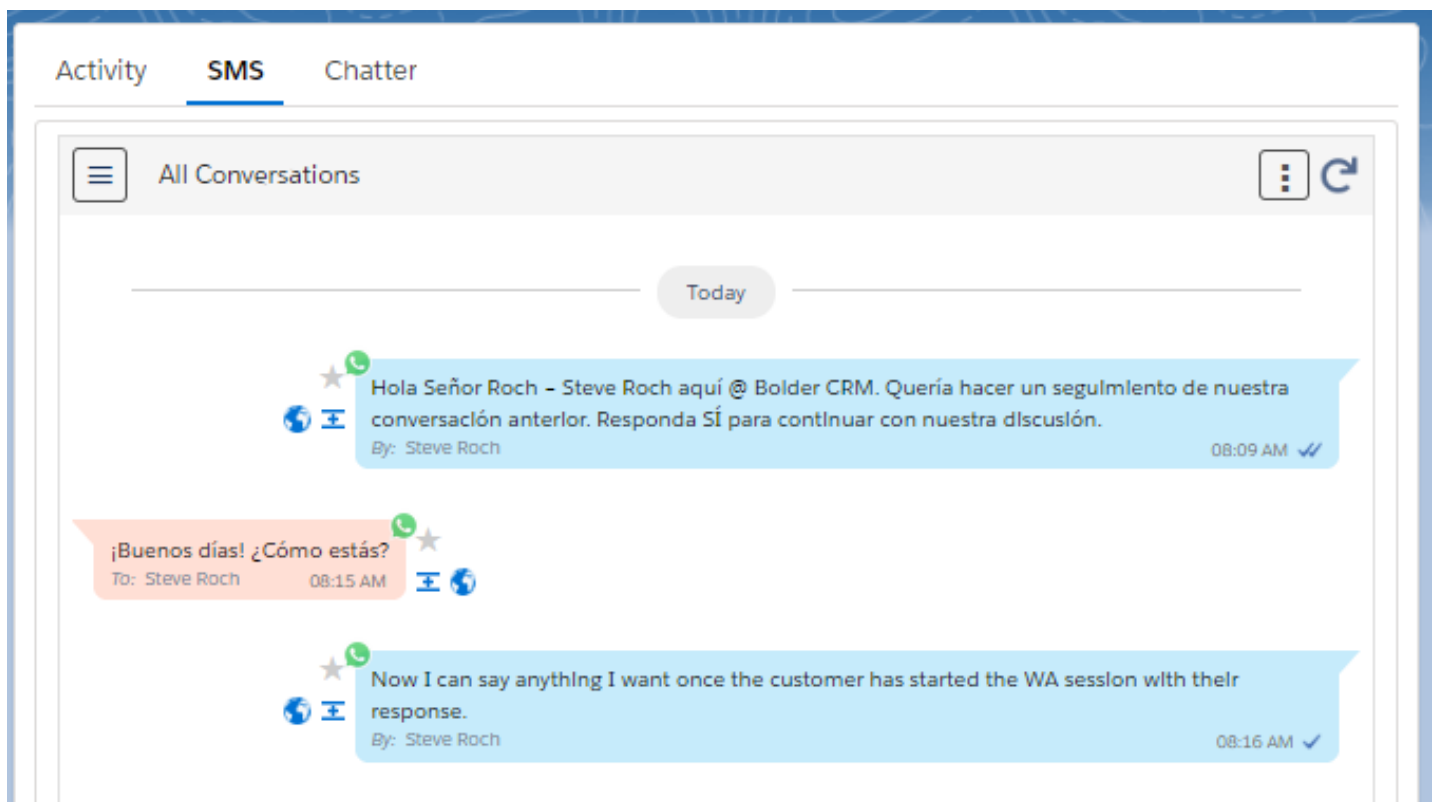 Activity SMS Chatter
All Conversations
Today
Hola Señor Roch – Steve Roch aquí @ Bolder CRM. Quería hacer un seguimiento de nuestra
conversación anterior. Responda SÍ para continuar con nuestra discusión.
By: Steve Roch 08:09 AM
¡Buenos días! ¿Cómo estás?
To: Steve Roch 08:15 AM
Now I can say anything I want once the customer has started the WA session with their
response.
By: Steve Roch 08:16 AM